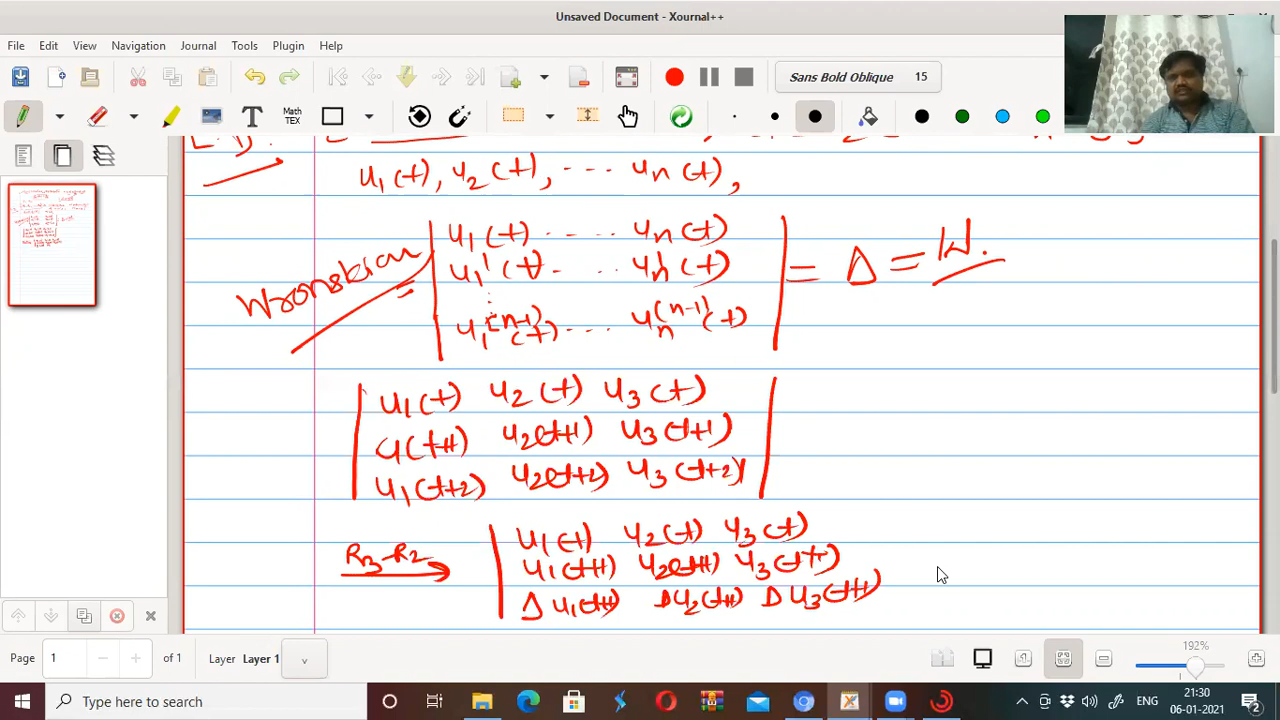 Unsaved Document - Xournal++
File Edit View Navigation Journal Tools Plugin Help
Sans Bold Oblique 15
Math TEX
u₁(t), u₂(t), ... uₙ(t),
Wronskian | u₁(t) ..... uₙ(t) |
u₁'(t) ... uₙ'(t) = Δ = W.
u₁⁽ⁿ⁻¹⁾(t) ... uₙ⁽ⁿ⁻¹⁾(t)
| u₁(t) u₂(t) u₃(t) |
u(t+1) u₂(t+1) u₃(t+1)
u₁(t+2) u₂(t+2) u₃(t+2)
R₃-R₂ → | u₁(t) u₂(t) u₃(t)
u₁(t+1) u₂(t+1) u₃(t+1)
Δu₁(t+1) Δu₂(t+1) Δu₃(t+1)
Page 1 of 1 Layer Layer 1 192%
Type here to search
ENG 21:30
06-01-2021 2